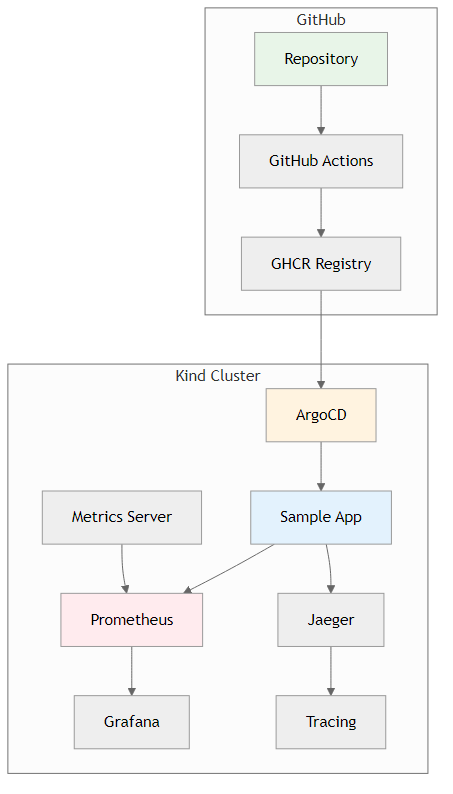 GitHub
Repository
GitHub Actions
GHCR Registry
Kind Cluster
ArgoCD
Metrics Server
Sample App
Prometheus
Jaeger
Grafana
Tracing